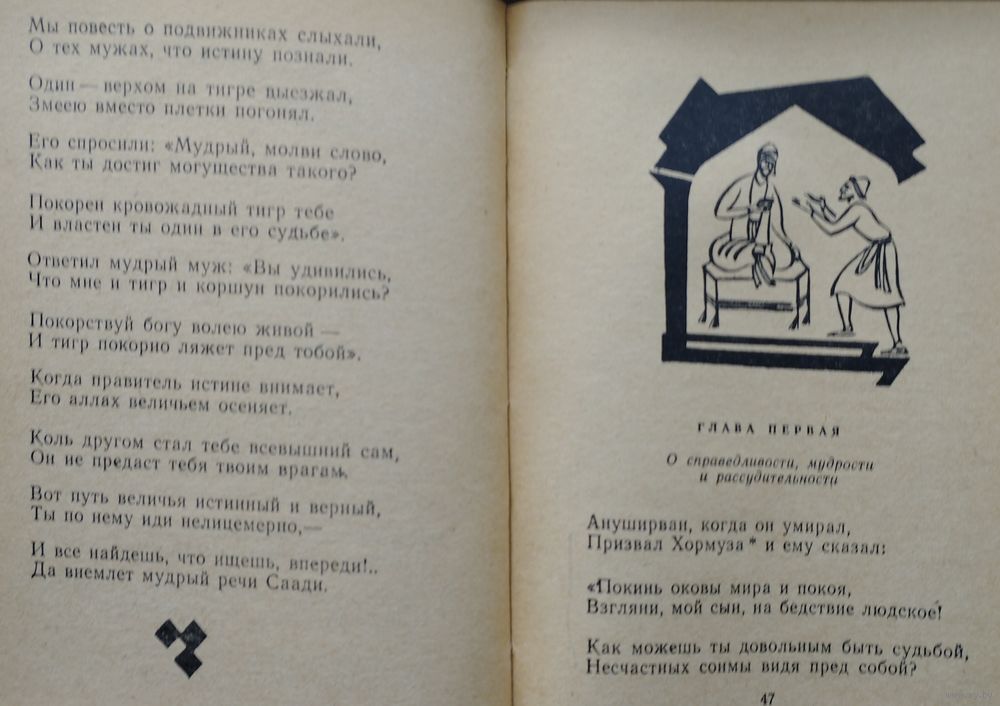 Мы повесть о подвижниках слыхали,
О тех мужах, что истину познали.
Один — верхом на тигре выезжал,
Змеею вместо плетки погонял.
Его спросили: «Мудрый, молви слово,
Как ты достиг могущества такого?
Покорен кровожадный тигр тебе
И властен ты один в его судьбе».
Ответил мудрый муж: «Вы удивились,
Что мне и тигр и коршун покорились?
Покорствуй богу волею живой —
И тигр покорно ляжет пред тобой».
Когда правитель истине внимает,
Его аллах величьем осеняет.
Коль другом стал тебе всевышний сам,
Он не предаст тебя твоим врагам.
Вот путь величья истинный и верный,
Ты по нему иди нелицемерно,—
И все найдешь, что ищешь, впереди!..
Да внемлет мудрый речи Саади.
ГЛАВА ПЕРВАЯ
О справедливости, мудрости
и рассудительности
Ануширван, когда он умирал,
Призвал Хормуза* и ему сказал:
«Покинь оковы мира и покоя,
Взгляни, мой сын, на бедствие людское!
Как можешь ты довольным быть судьбой,
Несчастных сонмы видя пред собой?
47